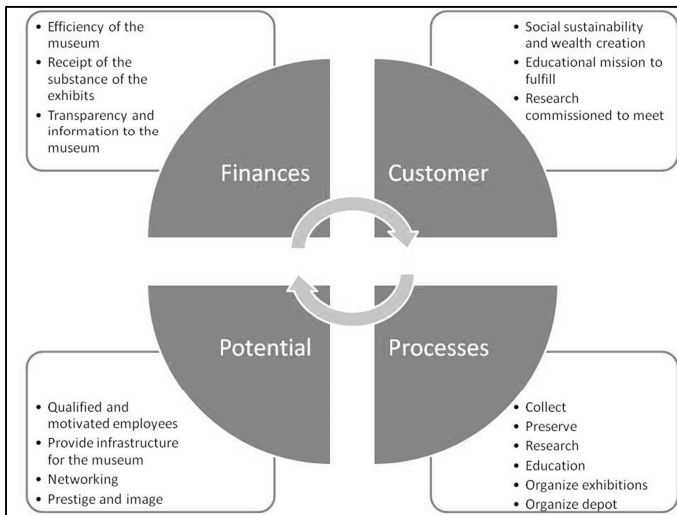 • Efficiency of the
museum
• Receipt of the
substance of the
exhibits
• Transparency and
information to the
museum
• Social sustainability
and wealth creation
• Educational mission to
fulfill
• Research
commissioned to meet
Finances
Customer
Potential
Processes
• Qualified and
motivated employees
• Provide infrastructure
for the museum
• Networking
• Prestige and image
• Collect
• Preserve
• Research
• Education
• Organize exhibitions
• Organize depot